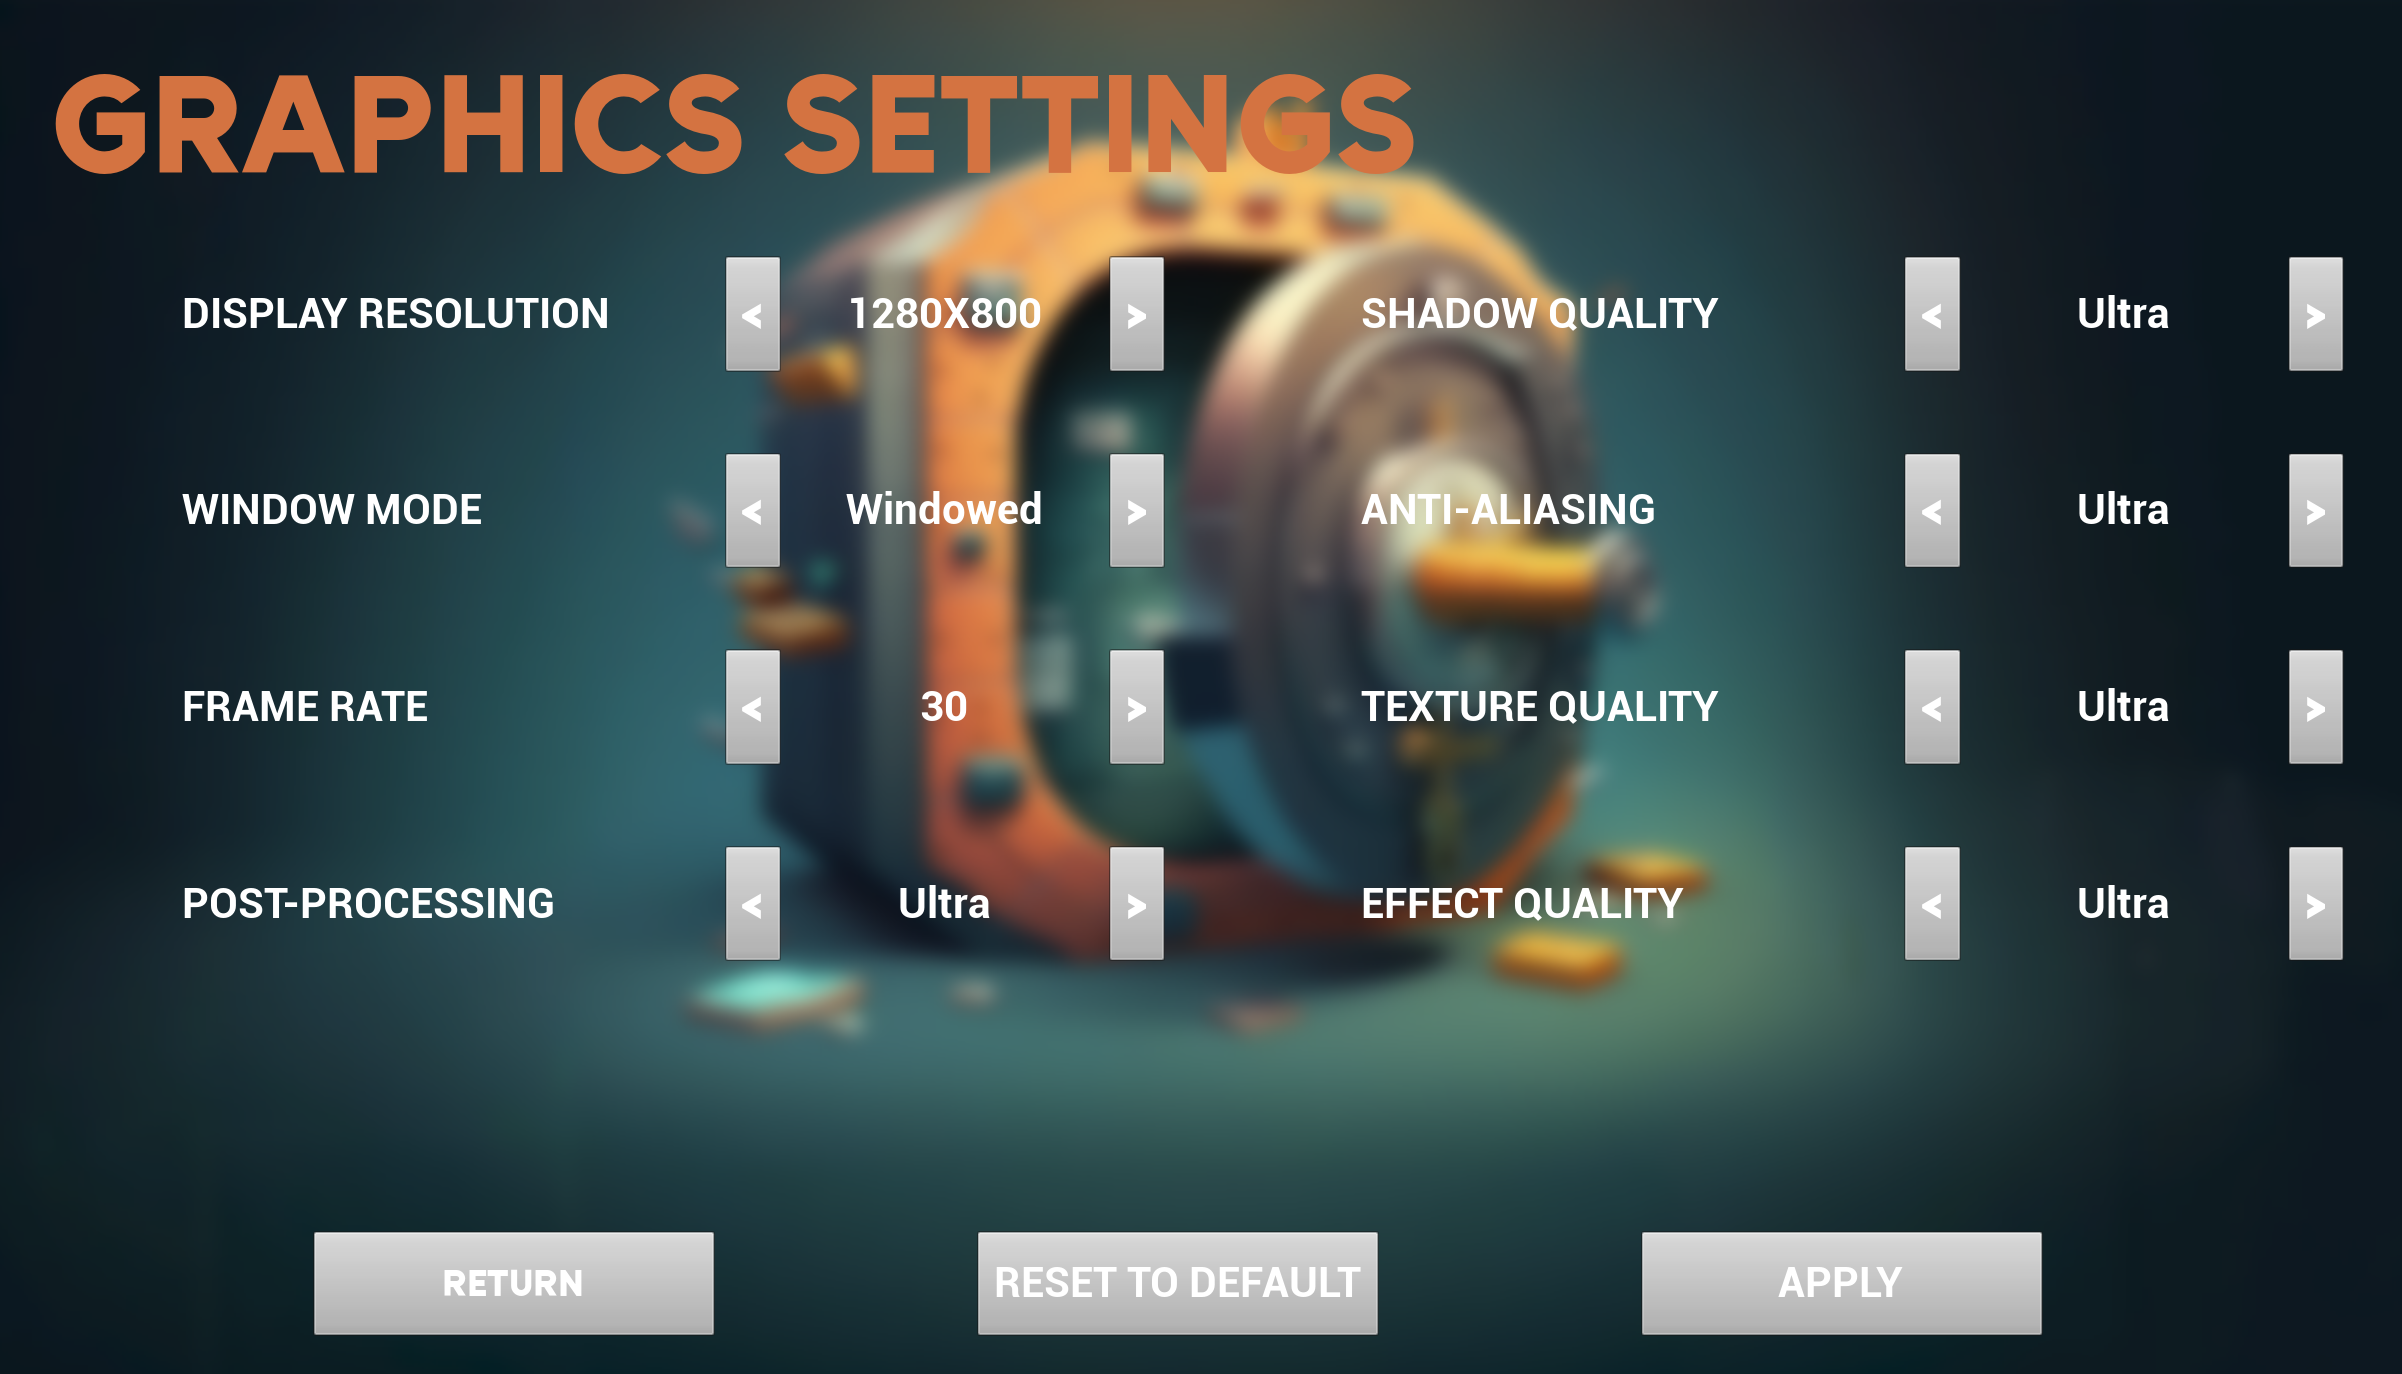 GRAPHICS SETTINGS
DISPLAY RESOLUTION < 1280X800 > SHADOW QUALITY < Ultra >
WINDOW MODE < Windowed > ANTI-ALIASING < Ultra >
FRAME RATE < 30 > TEXTURE QUALITY < Ultra >
POST-PROCESSING < Ultra > EFFECT QUALITY < Ultra >
RETURN RESET TO DEFAULT APPLY